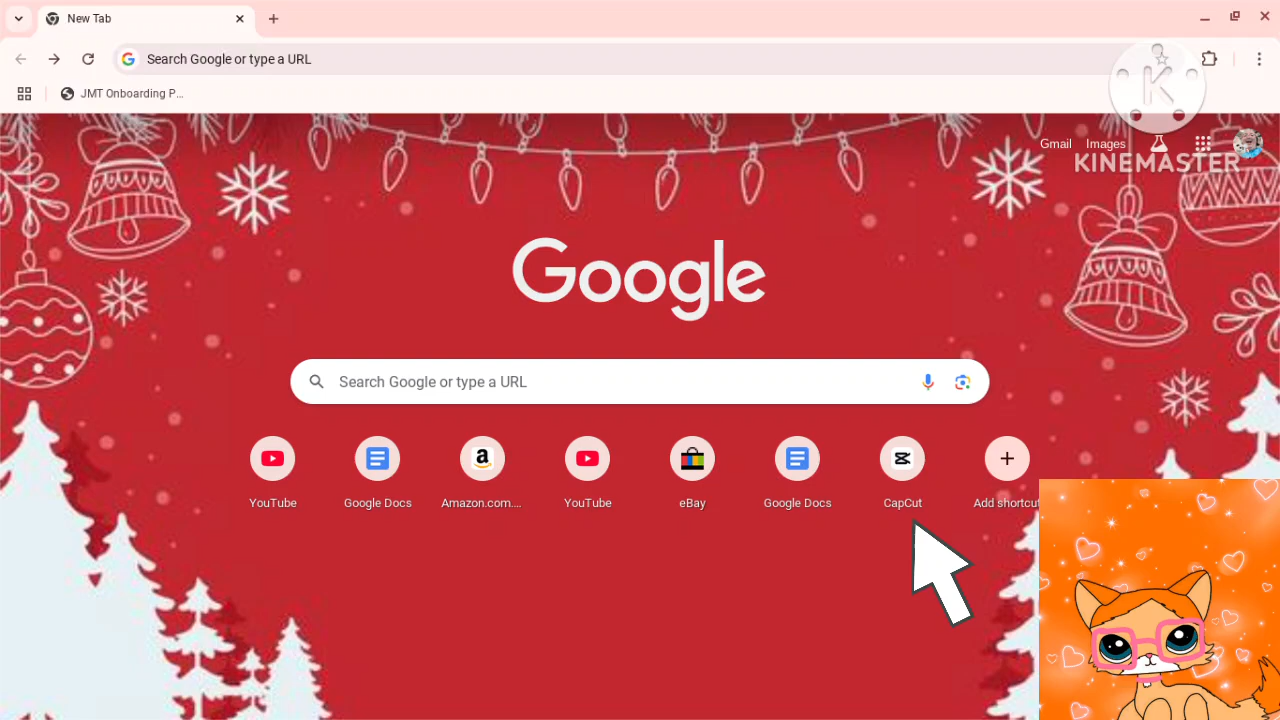 New Tab
Search Google or type a URL
JMT Onboarding P...
Gmail Images
K
KINEMASTER
Google
Search Google or type a URL
YouTube Google Docs Amazon.com.... YouTube eBay Google Docs CapCut Add shortcut